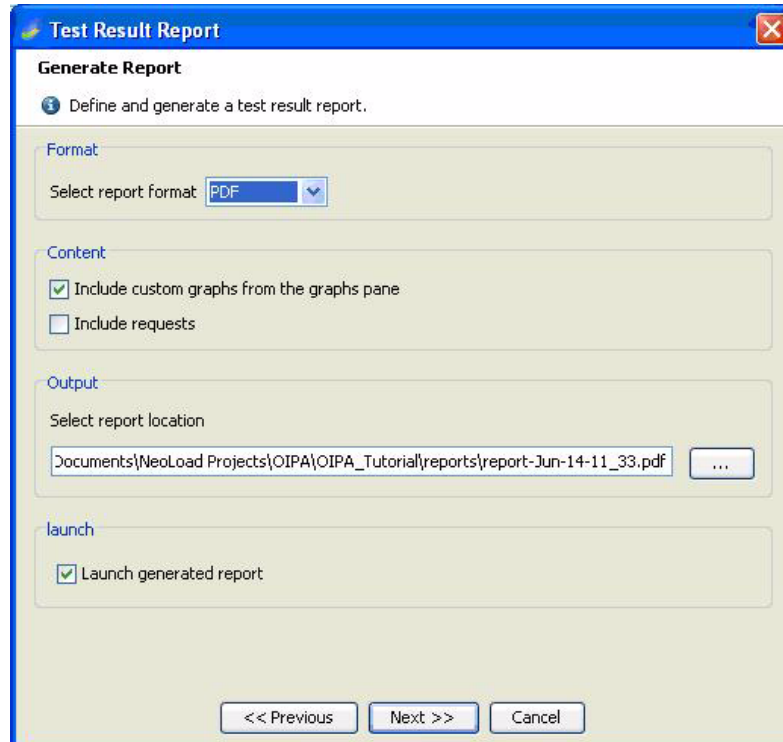 Test Result Report
Generate Report
Define and generate a test result report.
Format
Select report format PDF
Content
Include custom graphs from the graphs pane
Include requests
Output
Select report location
Documents\NeoLoad Projects\OIPA\OIPA_Tutorial\reports\report-Jun-14-11_33.pdf ...
launch
Launch generated report
<< Previous Next >> Cancel